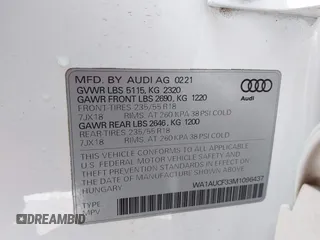 MFD. BY AUDI AG 0221
GVWR LBS 5115, KG 2320
GAWR FRONT LBS 2690, KG 1220
FRONT-TIRES 235/55 R18
7JX18 RIMS AT 260 KPA 38 PSI COLD
GAWR REAR LBS 2646, KG 1200
REAR-TIRES 235/55 R18
7JX18 RIMS AT 260 KPA 38 PSI COLD
Audi
THIS VEHICLE CONFORMS TO ALL APPLICABLE
U.S. FEDERAL MOTOR VEHICLE SAFETY AND
THEFT PREVENTION STANDARDS IN EFFECT ON
THE DATE OF MANUFACTURE SHOWN ABOVE.
HUNGARY
TYPE:
MPV
DREAMBID